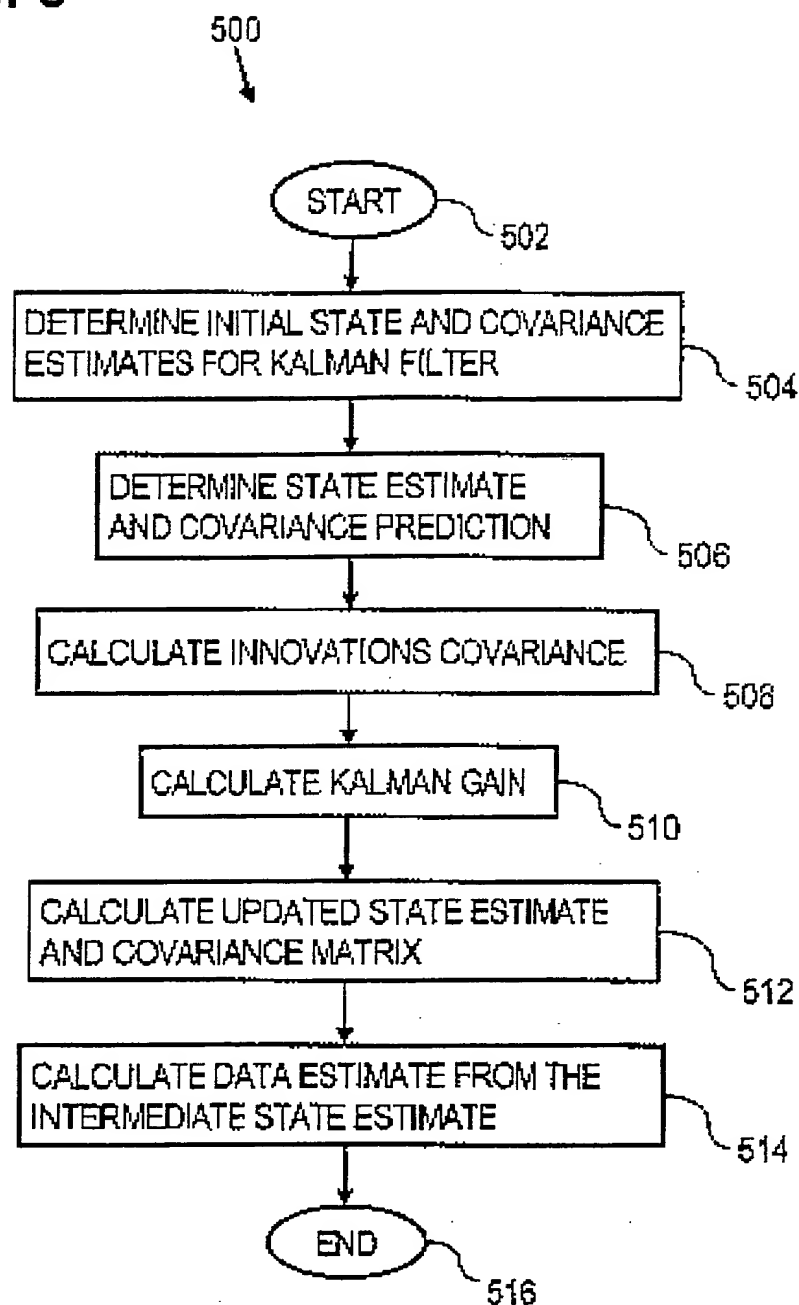 500
START
502
DETERMINE INITIAL STATE AND COVARIANCE
ESTIMATES FOR KALMAN FILTER
504
DETERMINE STATE ESTIMATE
AND COVARIANCE PREDICTION
506
CALCULATE INNOVATIONS COVARIANCE
508
CALCULATE KALMAN GAIN
510
CALCULATE UPDATED STATE ESTIMATE
AND COVARIANCE MATRIX
512
CALCULATE DATA ESTIMATE FROM THE
INTERMEDIATE STATE ESTIMATE
514
END
516